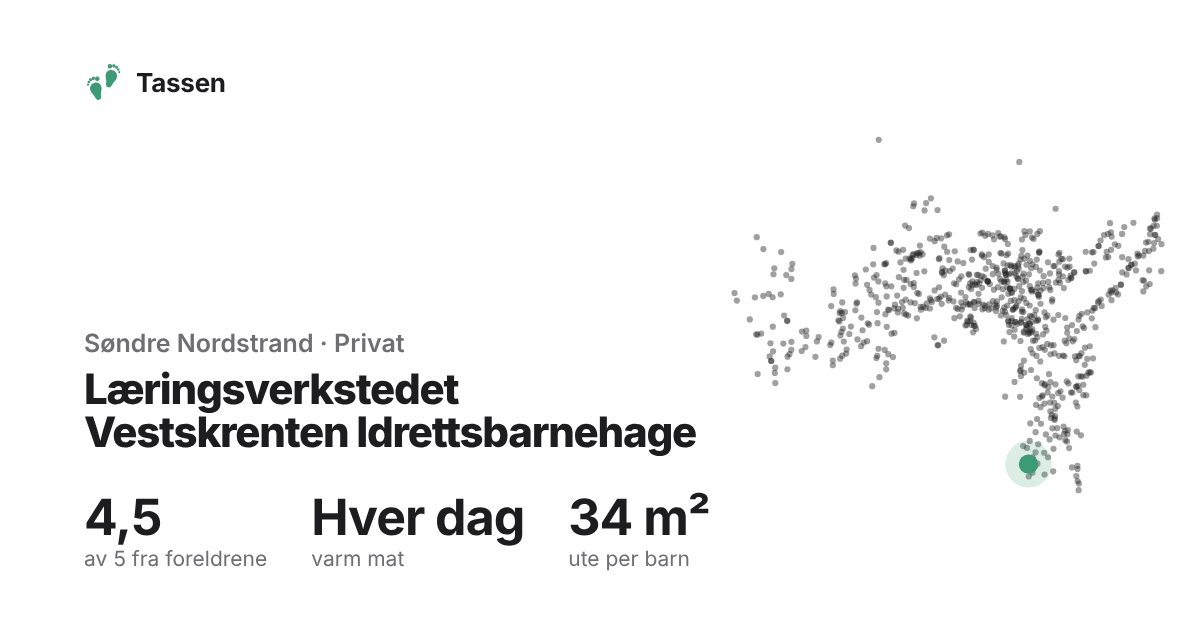 Tassen
Søndre Nordstrand · Privat
Læringsverkstedet
Vestskrenten Idrettsbarnehage
4,5
av 5 fra foreldrene
Hver dag
varm mat
34 m²
ute per barn